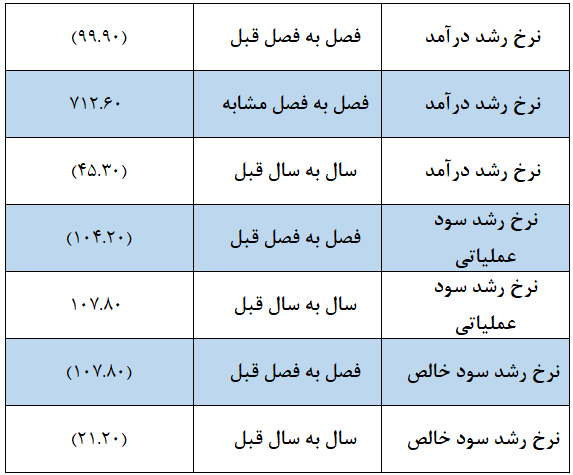 نرخ رشد درآمد فصل به فصل قبل (۹۹.۹۰)
نرخ رشد درآمد فصل به فصل مشابه ۷۱۲.۶۰
نرخ رشد درآمد سال به سال قبل (۴۵.۳۰)
نرخ رشد سود
عملیاتی فصل به فصل قبل (۱۰۴.۲۰)
نرخ رشد سود
عملیاتی سال به سال قبل ۱۰۷.۸۰
نرخ رشد سود خالص فصل به فصل قبل (۱۰۷.۸۰)
نرخ رشد سود خالص سال به سال قبل (۲۱.۲۰)